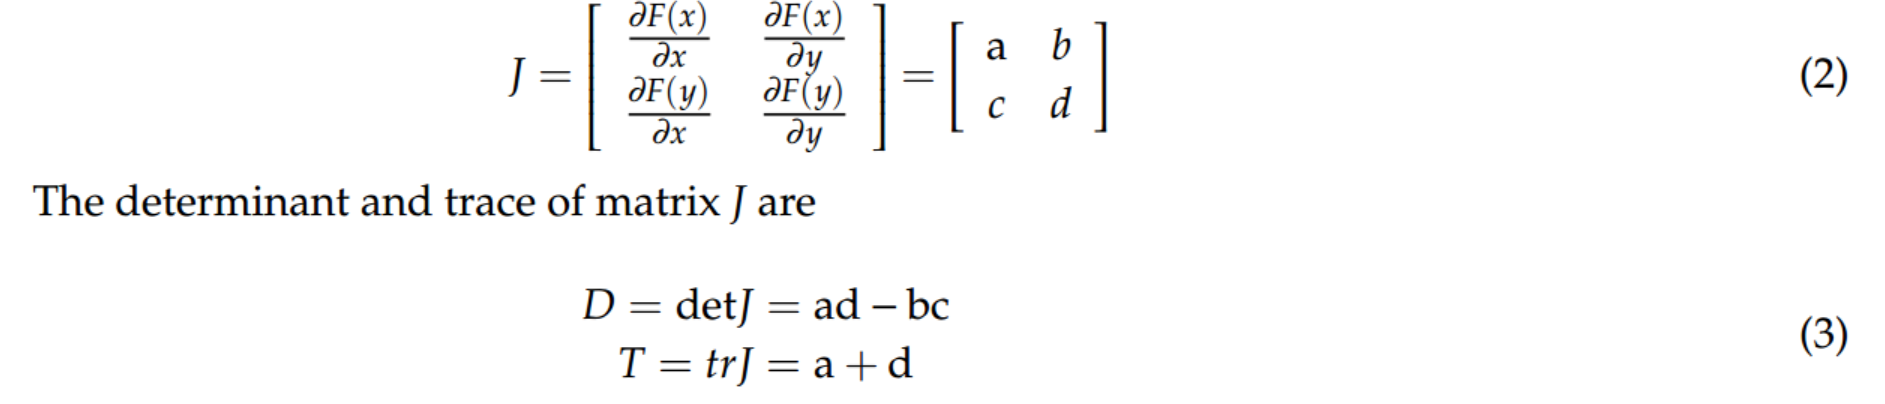 J = [ ∂F(x)/∂x ∂F(x)/∂y ; ∂F(y)/∂x ∂F(y)/∂y ] = [ a b ; c d ] (2)
The determinant and trace of matrix J are
D = detJ = ad − bc
T = trJ = a + d
(3)